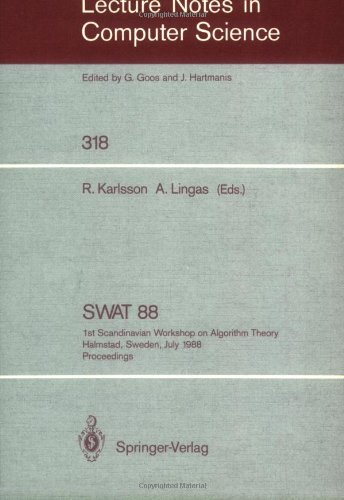 Lecture Notes in
Computer Science
Edited by G. Goos and J. Hartmanis
318
R. Karlsson A. Lingas (Eds.)
SWAT 88
1st Scandinavian Workshop on Algorithm Theory
Halmstad, Sweden, July 1988
Proceedings
Springer-Verlag